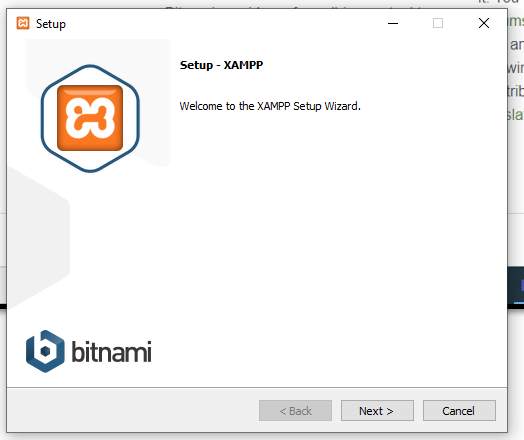 Setup
Setup - XAMPP
Welcome to the XAMPP Setup Wizard.
bitnami
< Back
Next >
Cancel